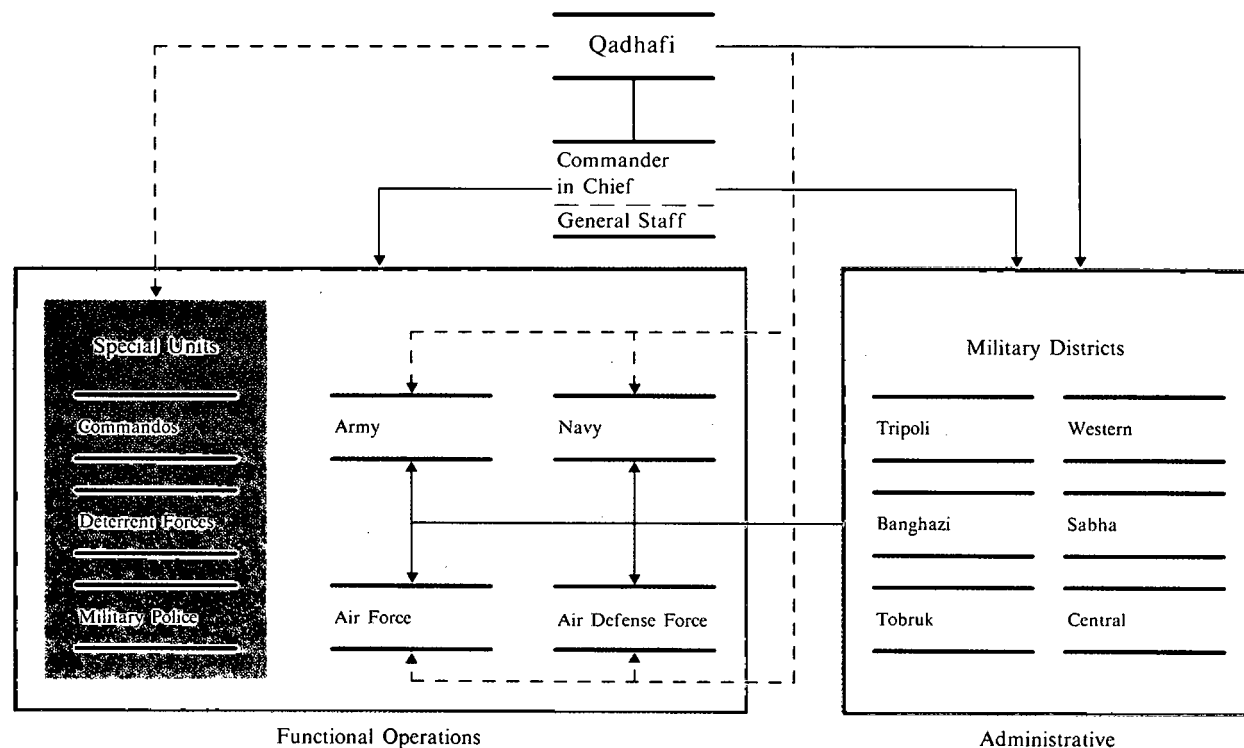 Qadhafi
Commander
in Chief
General Staff
Special Units
Commandos
Deterrent Forces
Military Police
Army
Navy
Air Force
Air Defense Force
Functional Operations
Military Districts
Tripoli
Western
Banghazi
Sabha
Tobruk
Central
Administrative